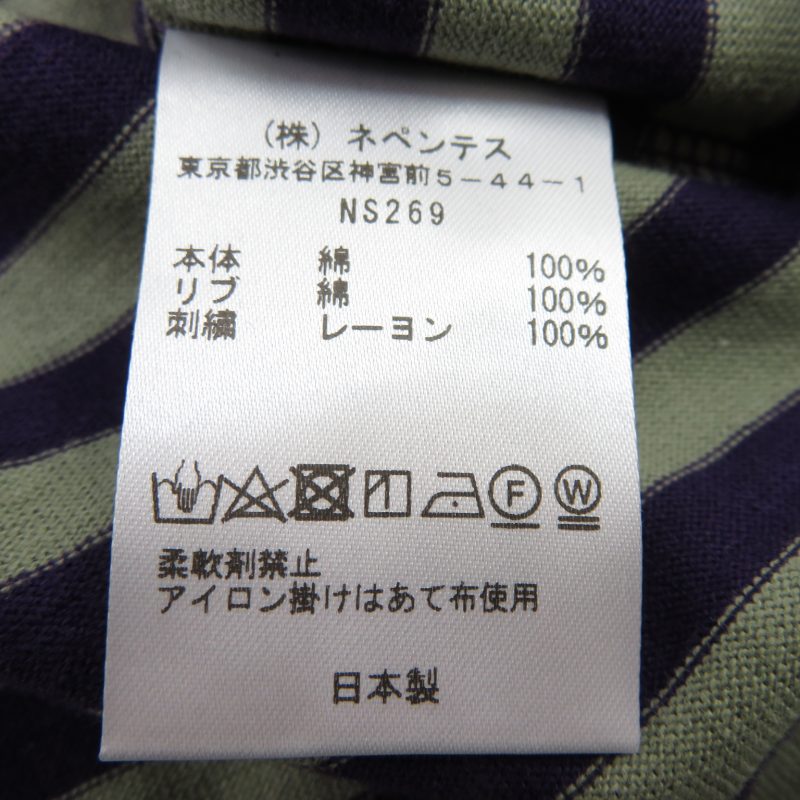 (株) ネペンテス
東京都渋谷区神宮前5-44-1
NS269
本体 綿 100%
リブ 綿 100%
刺繍 レーヨン 100%
F W
柔軟剤禁止
アイロン掛けはあて布使用
日本製